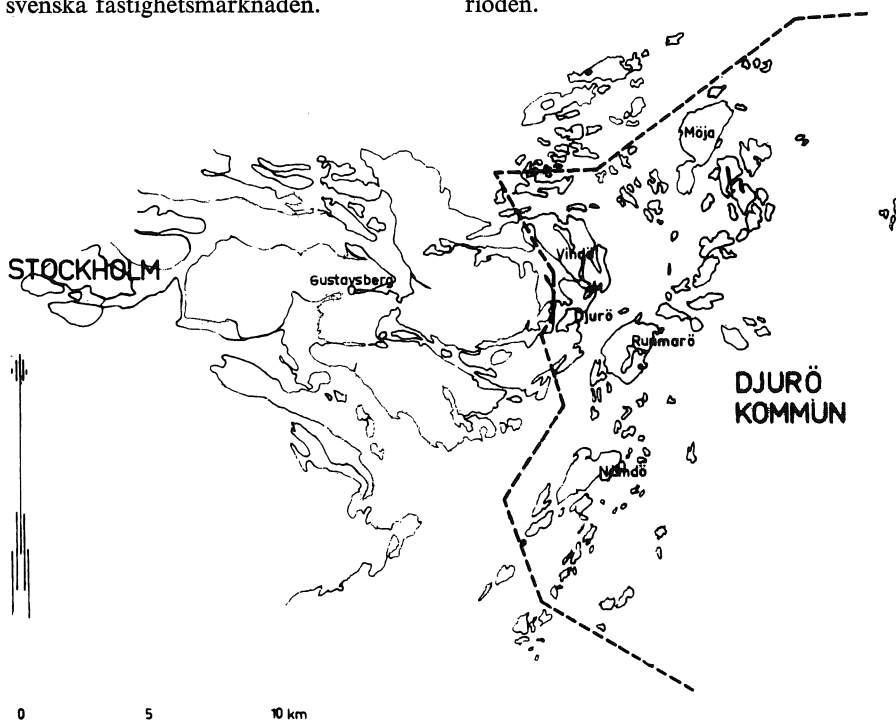 svenska fastighetsmarknaden.
rioden.
Möja
Vindö
STOCKHOLM
Gustavsberg
Djurö
Runmarö
DJURÖ
KOMMUN
Nämdö
0 5 10 km